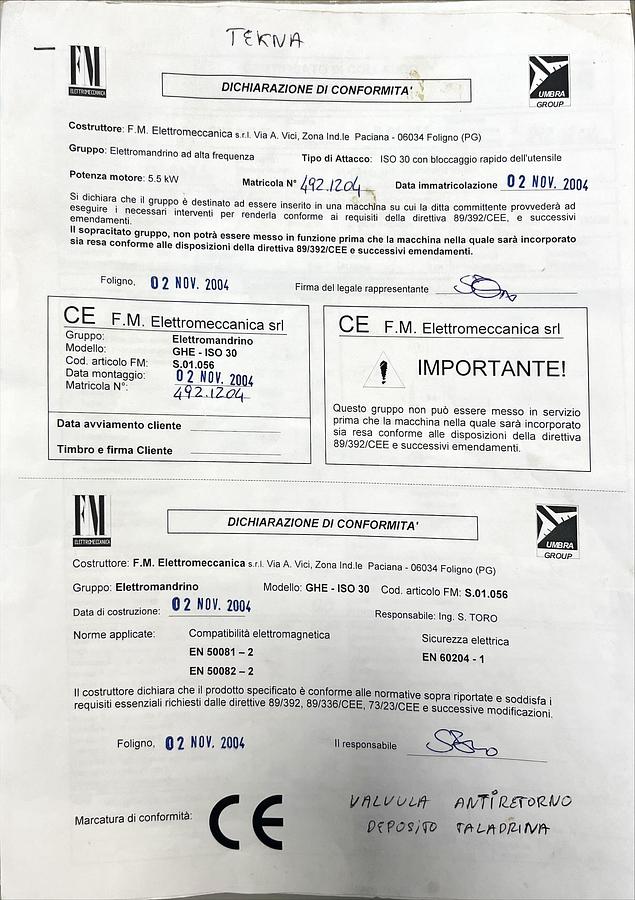 TEKNA
FM
ELETTROMECCANICA
DICHIARAZIONE DI CONFORMITA'
UMBRA
GROUP
Costruttore: F.M. Elettromeccanica s.r.l. Via A. Vici, Zona Ind.le Paciana - 06034 Foligno (PG)
Gruppo: Elettromandrino ad alta frequenza Tipo di Attacco: ISO 30 con bloccaggio rapido dell'utensile
Potenza motore: 5.5 kW Matricola N° 492.1204 Data immatricolazione 02 NOV. 2004
Si dichiara che il gruppo è destinato ad essere inserito in una macchina su cui la ditta committente provvederà ad
eseguire i necessari interventi per renderla conforme ai requisiti della direttiva 89/392/CEE, e successivi
emendamenti.
Il sopracitato gruppo, non potrà essere messo in funzione prima che la macchina nella quale sarà incorporato
sia resa conforme alle disposizioni della direttiva 89/392/CEE e successivi emendamenti.
Foligno, 02 NOV. 2004 Firma del legale rappresentante
CE F.M. Elettromeccanica srl
Gruppo: Elettromandrino
Modello: GHE - ISO 30
Cod. articolo FM: S.01.056
Data montaggio: 02 NOV. 2004
Matricola N°: 492.1204
Data avviamento cliente
Timbro e firma Cliente
CE F.M. Elettromeccanica srl
! IMPORTANTE!
Questo gruppo non può essere messo in servizio
prima che la macchina nella quale sarà incorporato
sia resa conforme alle disposizioni della direttiva
89/392/CEE e successivi emendamenti.
FM
ELETTROMECCANICA
DICHIARAZIONE DI CONFORMITA'
UMBRA
GROUP
Costruttore: F.M. Elettromeccanica s.r.l. Via A. Vici, Zona Ind.le Paciana - 06034 Foligno (PG)
Gruppo: Elettromandrino Modello: GHE - ISO 30 Cod. articolo FM: S.01.056
Data di costruzione: 02 NOV. 2004 Responsabile: Ing. S. TORO
Norme applicate: Compatibilità elettromagnetica Sicurezza elettrica
EN 50081 – 2 EN 60204 - 1
EN 50082 – 2
Il costruttore dichiara che il prodotto specificato è conforme alle normative sopra riportate e soddisfa i
requisiti essenziali richiesti dalle direttive 89/392, 89/336/CEE, 73/23/CEE e successive modificazioni.
Foligno, 02 NOV. 2004 Il responsabile
Marcatura di conformità: CE
VALVULA ANTIRETORNO
DEPOSITO TALADRINA